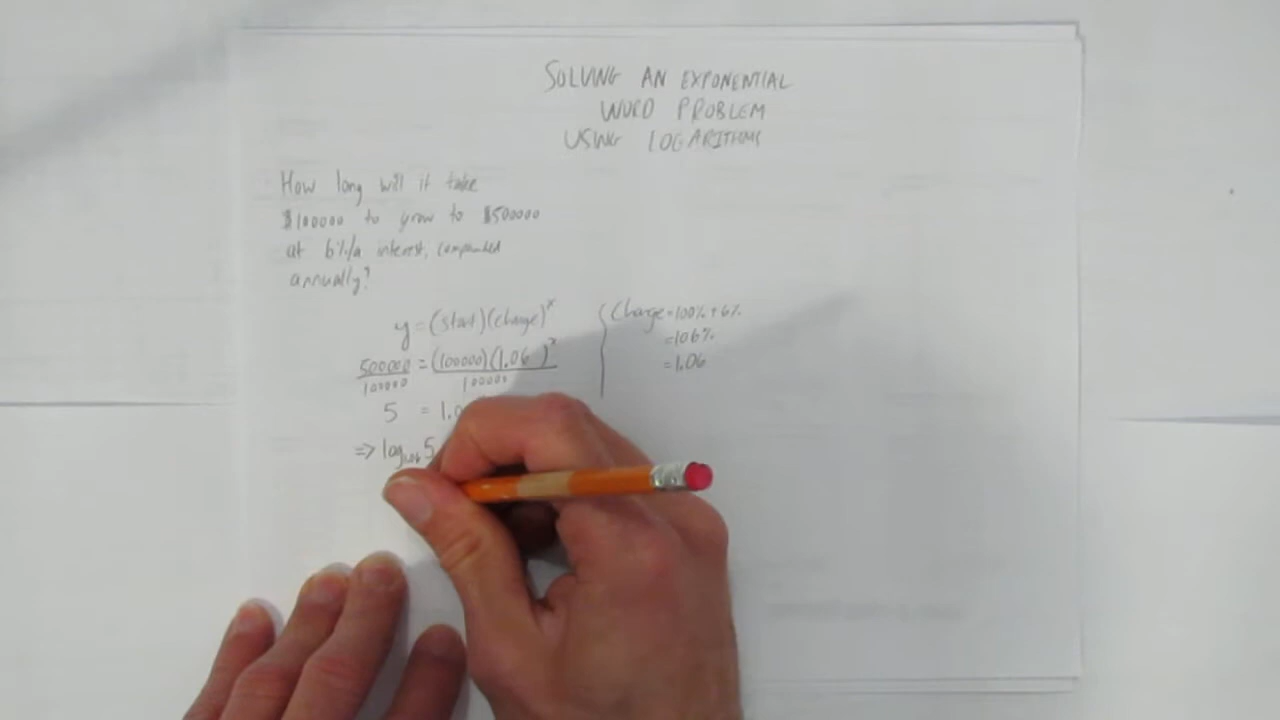 SOLVING AN EXPONENTIAL
WORD PROBLEM
USING LOGARITHMS
How long will it take
$100000 to grow to $500000
at 6%/a interest, compounded
annually?
y = (start)(change)^x
500000 = (100000)(1.06)^x
100000 100000
5 = 1.0
=> log₁.₀₆ 5
Change = 100% + 6%
= 106%
= 1.06